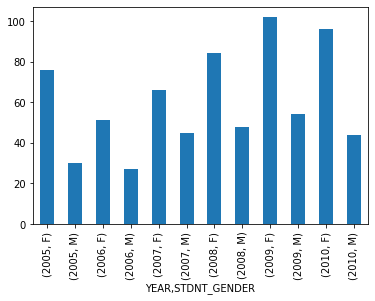 100
80
60
40
20
0
(2005, F)
(2005, M)
(2006, F)
(2006, M)
(2007, F)
(2007, M)
(2008, F)
(2008, M)
(2009, F)
(2009, M)
(2010, F)
(2010, M)
YEAR,STDNT_GENDER